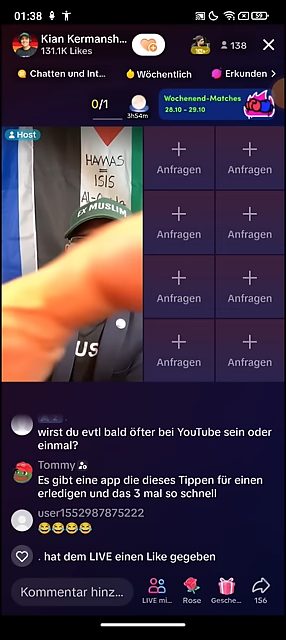 01:38
59
Kian Kermansh...
131.1K Likes
138
Chatten und Int...
Wöchentlich
Erkunden
0/1
3h54m
Wochenend-Matches
28.10 - 29.10
Host
HAMAS
=
ISIS
EX MUSLIM
US
Anfragen
Anfragen
Anfragen
Anfragen
Anfragen
Anfragen
Anfragen
Anfragen
wirst du evtl bald öfter bei YouTube sein oder
einmal?
Tommy
Es gibt eine app die dieses Tippen für einen
erledigen und das 3 mal so schnell
user1552987875222
😂😂😂😂
. hat dem LIVE einen Like gegeben
Kommentar hinz...
LIVE mi...
Rose
Gesche...
156